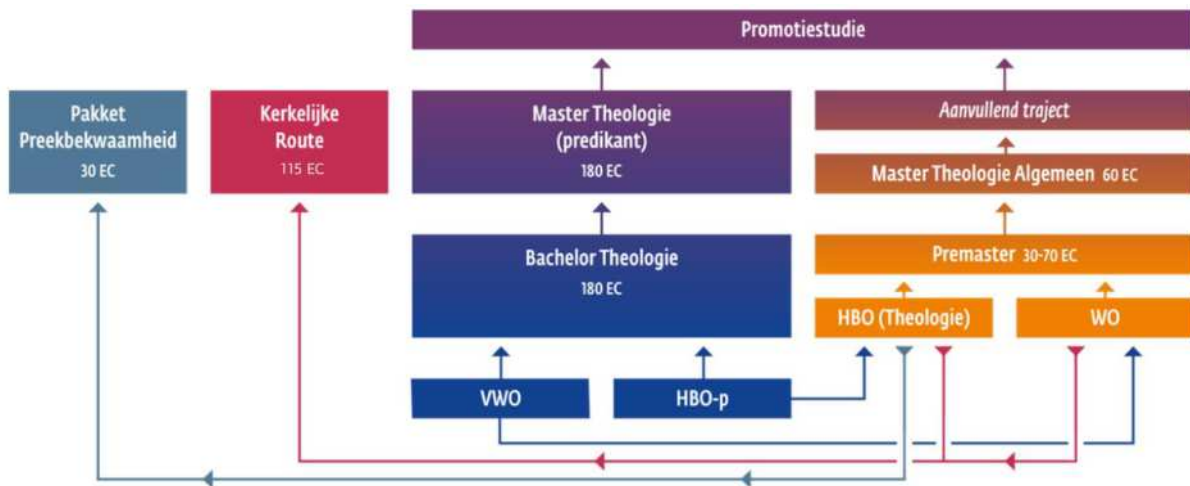 Promotiestudie
Pakket
Preekbekwaamheid
30 EC
Kerkelijke
Route
115 EC
Master Theologie
(predikant)
180 EC
Aanvullend traject
Master Theologie Algemeen 60 EC
Bachelor Theologie
180 EC
Premaster 30-70 EC
HBO (Theologie)
WO
VWO
HBO-p